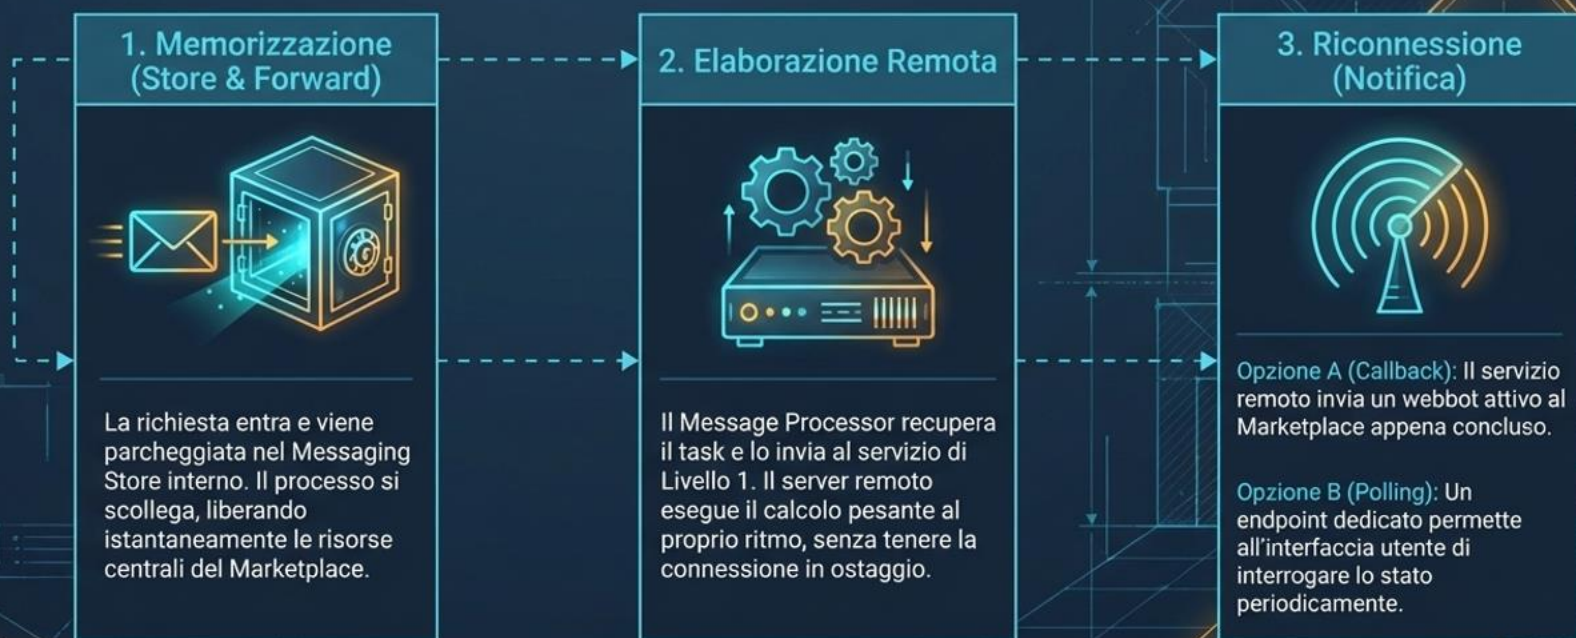 1. Memorizzazione
(Store & Forward)
La richiesta entra e viene
parcheggiata nel Messaging
Store interno. Il processo si
scollega, liberando
istantaneamente le risorse
centrali del Marketplace.
2. Elaborazione Remota
Il Message Processor recupera
il task e lo invia al servizio di
Livello 1. Il server remoto
esegue il calcolo pesante al
proprio ritmo, senza tenere la
connessione in ostaggio.
3. Riconnessione
(Notifica)
Opzione A (Callback): Il servizio
remoto invia un webbot attivo al
Marketplace appena concluso.
Opzione B (Polling): Un
endpoint dedicato permette
all'interfaccia utente di
interrogare lo stato
periodicamente.